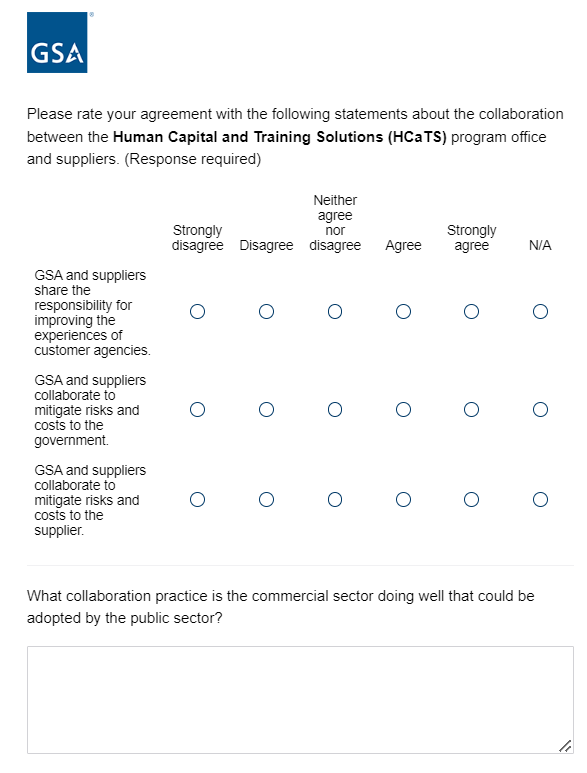 GSA
Please rate your agreement with the following statements about the collaboration
between the Human Capital and Training Solutions (HCaTS) program office
and suppliers. (Response required)
Strongly disagree
Disagree
Neither agree nor disagree
Agree
Strongly agree
N/A
GSA and suppliers
share the
responsibility for
improving the
experiences of
customer agencies.
GSA and suppliers
collaborate to
mitigate risks and
costs to the
government.
GSA and suppliers
collaborate to
mitigate risks and
costs to the
supplier.
What collaboration practice is the commercial sector doing well that could be
adopted by the public sector?